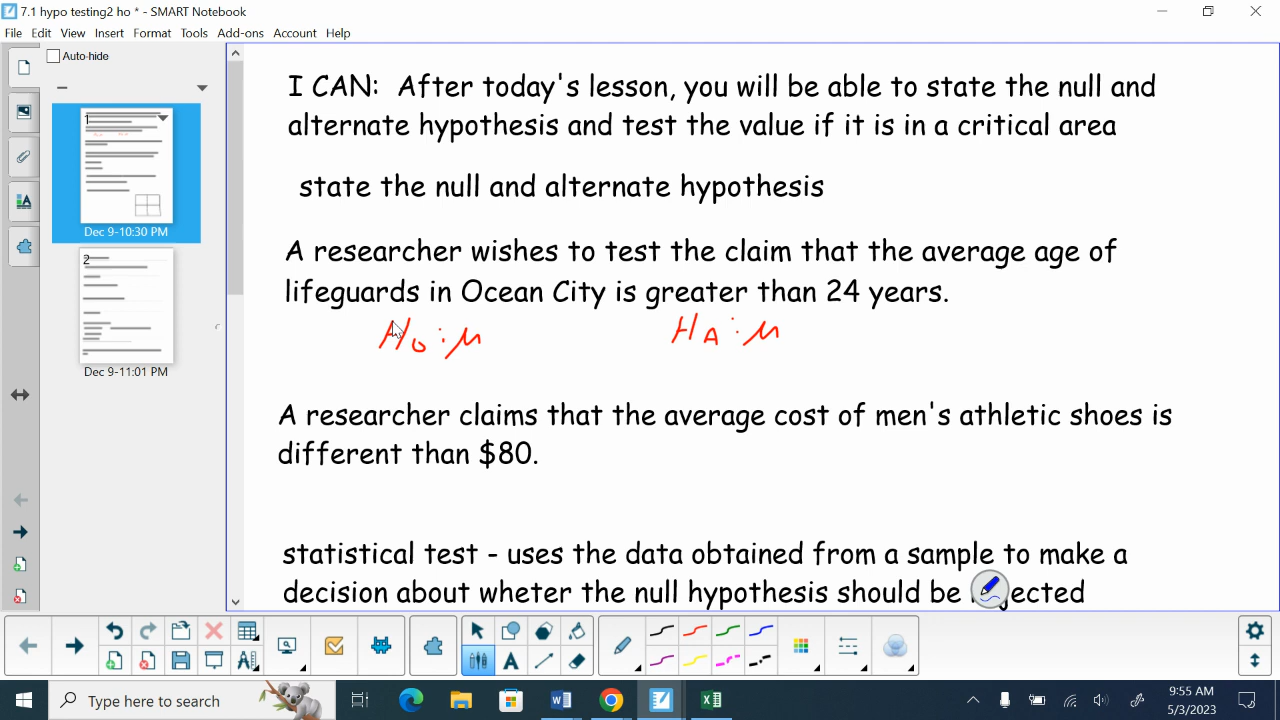 7.1 hypo testing2 ho * - SMART Notebook
File Edit View Insert Format Tools Add-ons Account Help
Auto-hide
1
Dec 9-10:30 PM
2
Dec 9-11:01 PM
I CAN: After today's lesson, you will be able to state the null and
alternate hypothesis and test the value if it is in a critical area
state the null and alternate hypothesis
A researcher wishes to test the claim that the average age of
lifeguards in Ocean City is greater than 24 years.
H₀:μ HA:μ
A researcher claims that the average cost of men's athletic shoes is
different than $80.
statistical test - uses the data obtained from a sample to make a
decision about wheter the null hypothesis should be
Type here to search
9:55 AM
5/3/2023